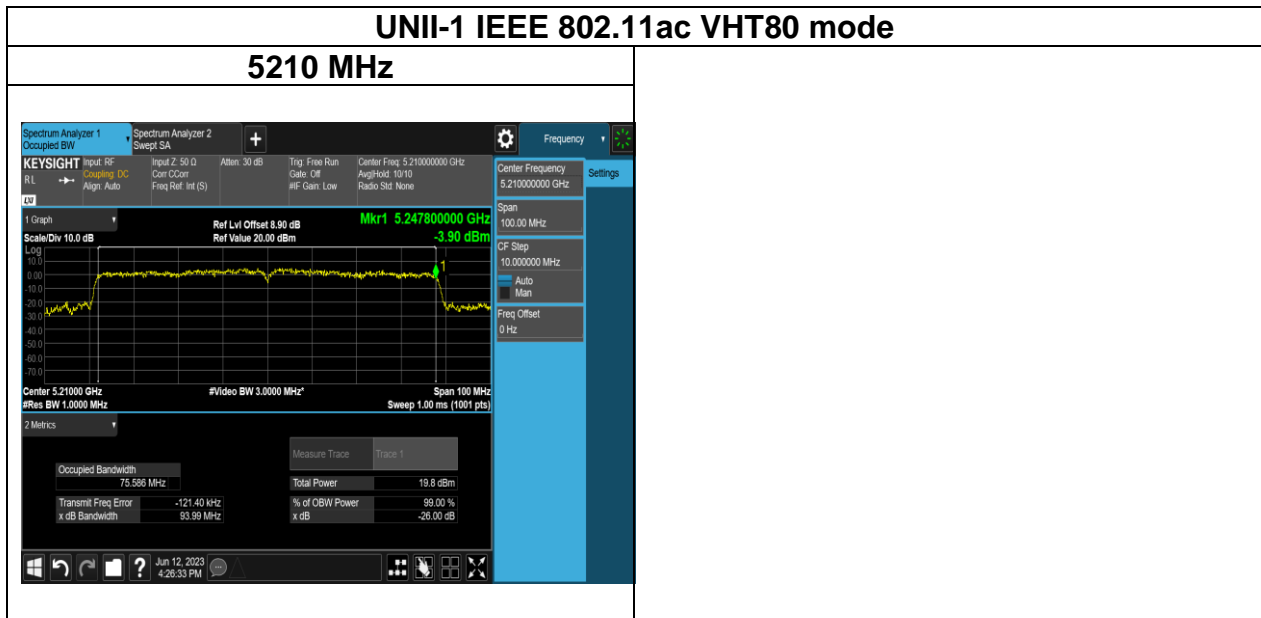 UNII-1 IEEE 802.11ac VHT80 mode
5210 MHz
Spectrum Analyzer 1
Occupied BW
Spectrum Analyzer 2
Swept SA
+
Frequency
KEYSIGHT
RL
LXI
Input: RF
Coupling: DC
Align: Auto
Input Z: 50 Ω
Corr CCorr
Freq Ref: Int (S)
Atten: 30 dB
Trig: Free Run
Gate: Off
#IF Gain: Low
Center Freq: 5.210000000 GHz
Avg|Hold: 10/10
Radio Std: None
Center Frequency
5.210000000 GHz
Settings
Span
100.00 MHz
CF Step
10.000000 MHz
Auto
Man
Freq Offset
0 Hz
1 Graph
Scale/Div 10.0 dB
Ref Lvl Offset 8.90 dB
Ref Value 20.00 dBm
Mkr1 5.247800000 GHz
-3.90 dBm
Log
10.0
0.00
-10.0
-20.0
-30.0
-40.0
-50.0
-60.0
-70.0
1
Center 5.21000 GHz
#Video BW 3.0000 MHz*
Span 100 MHz
#Res BW 1.0000 MHz
Sweep 1.00 ms (1001 pts)
2 Metrics
Measure Trace
Trace 1
Occupied Bandwidth
75.586 MHz
Total Power
19.8 dBm
Transmit Freq Error
-121.40 kHz
% of OBW Power
99.00 %
x dB Bandwidth
93.99 MHz
x dB
-26.00 dB
?
Jun 12, 2023
4:26:33 PM